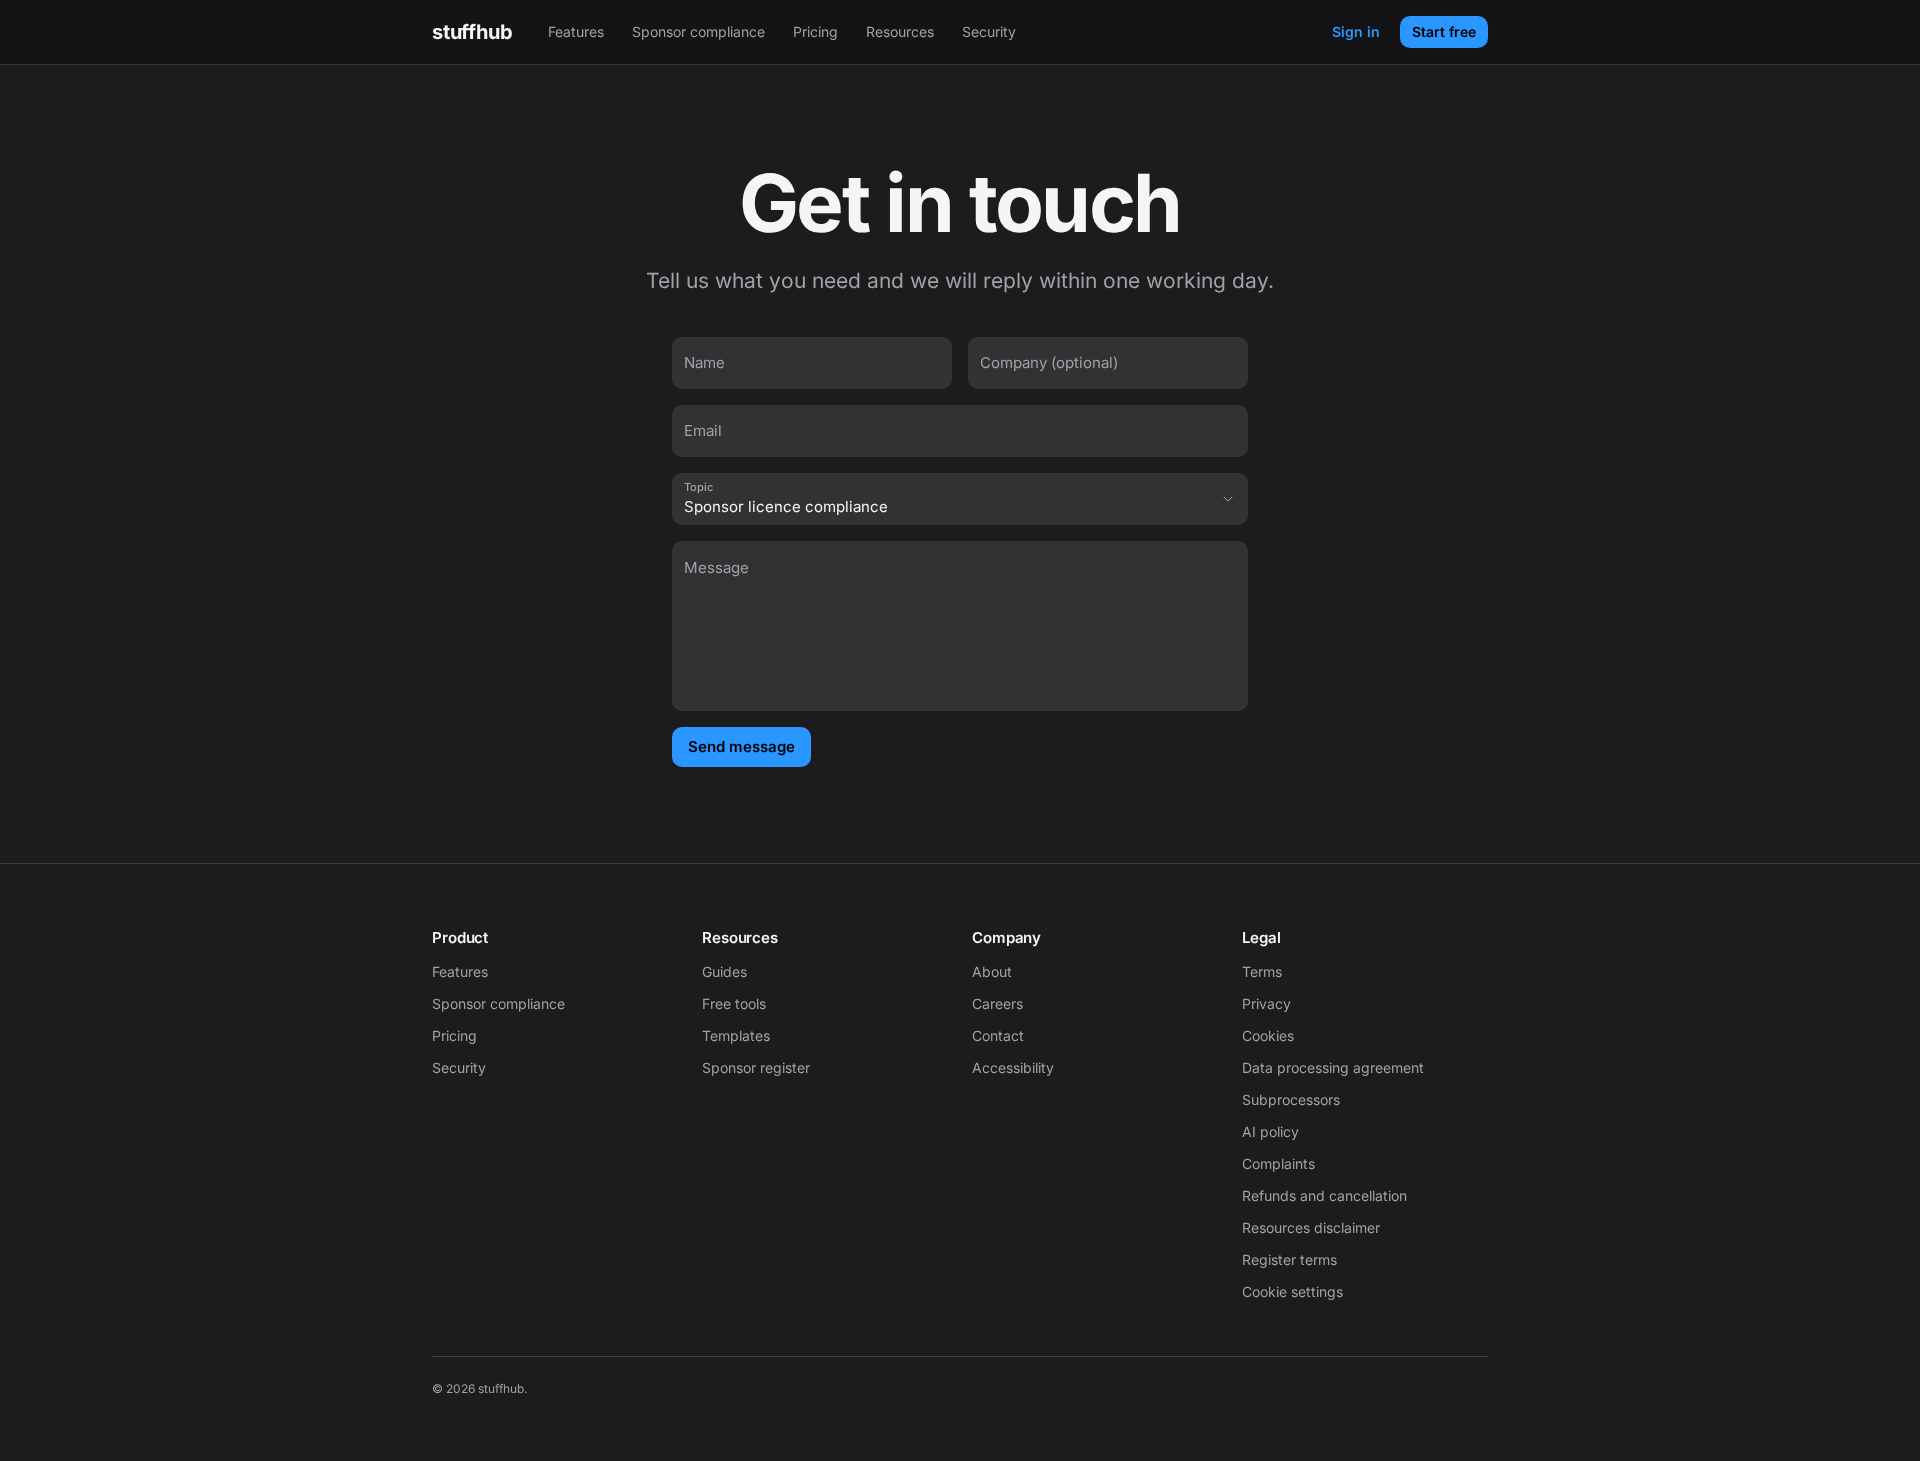 stuffhub
Features
Sponsor compliance
Pricing
Resources
Security
Sign in
Start free
Get in touch
Tell us what you need and we will reply within one working day.
Name
Company (optional)
Email
Topic
Sponsor licence compliance
Message
Send message
Product
Features
Sponsor compliance
Pricing
Security
Resources
Guides
Free tools
Templates
Sponsor register
Company
About
Careers
Contact
Accessibility
Legal
Terms
Privacy
Cookies
Data processing agreement
Subprocessors
AI policy
Complaints
Refunds and cancellation
Resources disclaimer
Register terms
Cookie settings
© 2026 stuffhub.